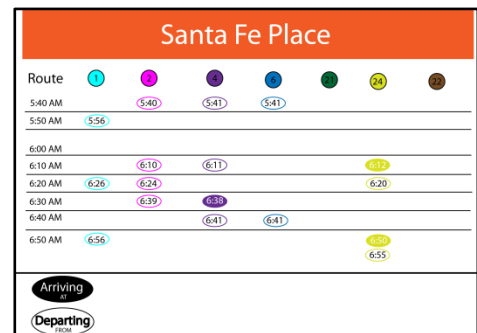 Santa Fe Place
Route 1 2 4 6 21 24 22
5:40 AM 5:40 5:41 5:41
5:50 AM 5:56
6:00 AM
6:10 AM 6:10 6:11 6:12
6:20 AM 6:26 6:24 6:20
6:30 AM 6:39 6:38
6:40 AM 6:41 6:41
6:50 AM 6:56 6:50
6:55
Arriving
AT
Departing
FROM